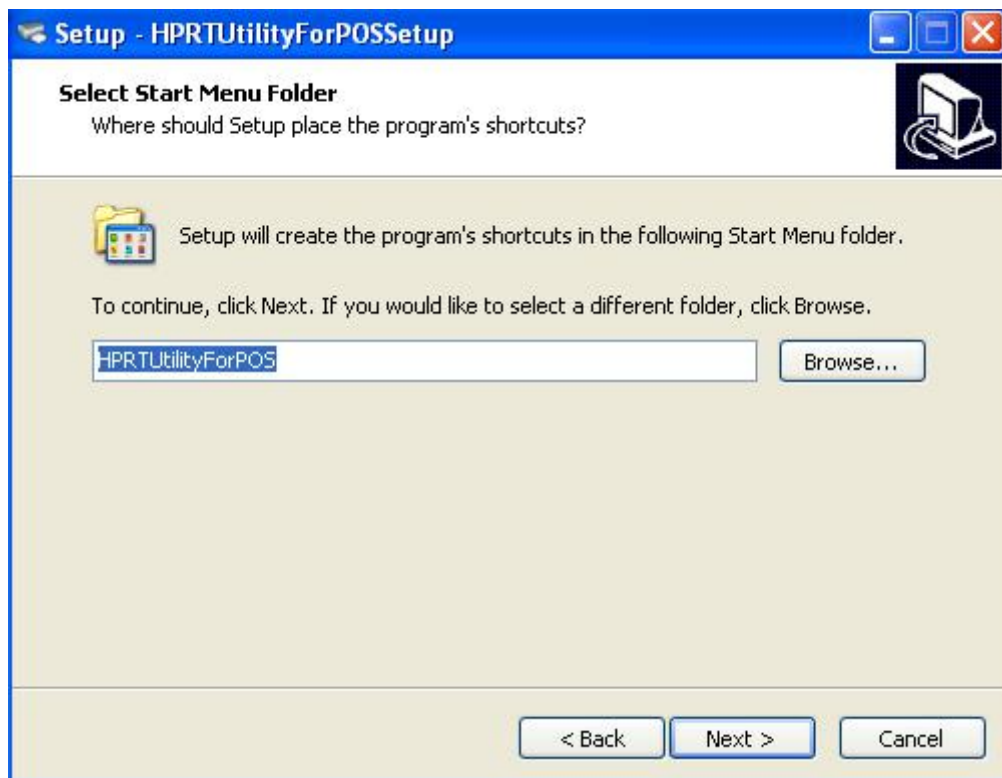 Setup - HPRTUtilityForPOSSetup
Select Start Menu Folder
Where should Setup place the program's shortcuts?
Setup will create the program's shortcuts in the following Start Menu folder.
To continue, click Next. If you would like to select a different folder, click Browse.
HPRTUtilityForPOS
Browse...
< Back
Next >
Cancel